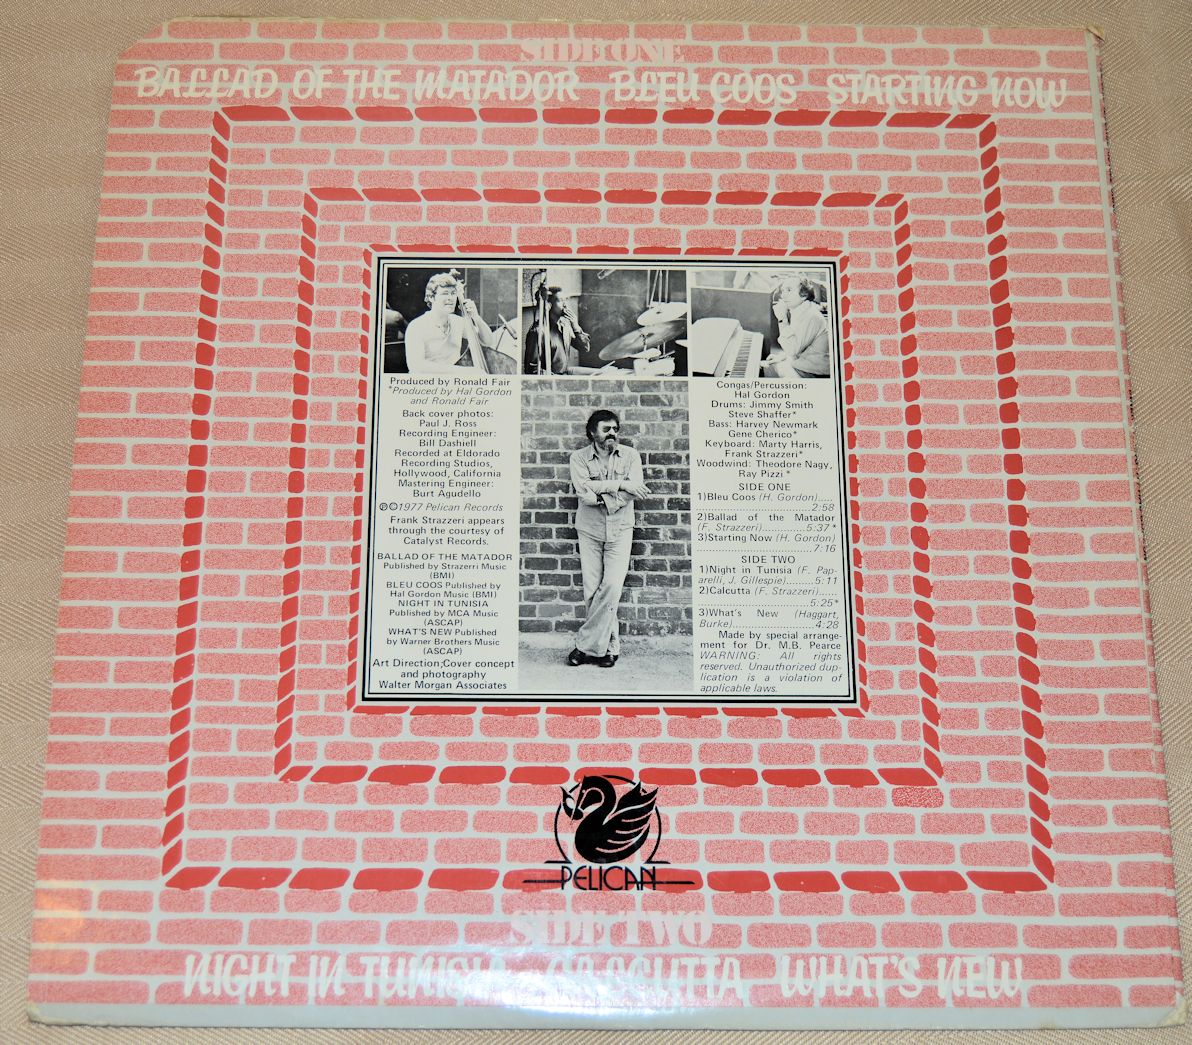 SIDE ONE
BALLAD OF THE MATADOR BLEU COOS STARTING NOW
Produced by Ronald Fair
*Produced by Hal Gordon
and Ronald Fair
Back cover photos:
Paul J. Ross
Recording Engineer:
Bill Dashiell
Recorded at Eldorado
Recording Studios,
Hollywood, California
Mastering Engineer:
Burt Agudello
℗©1977 Pelican Records
Frank Strazzeri appears
through the courtesy of
Catalyst Records.
BALLAD OF THE MATADOR
Published by Strazerri Music
(BMI)
BLEU COOS Published by
Hal Gordon Music (BMI)
NIGHT IN TUNISIA
Published by MCA Music
(ASCAP)
WHAT'S NEW Published
by Warner Brothers Music
(ASCAP)
Art Direction;Cover concept
and photography
Walter Morgan Associates
Congas/Percussion:
Hal Gordon
Drums: Jimmy Smith
Steve Shaffer*
Bass: Harvey Newmark
Gene Cherico*
Keyboard: Marty Harris,
Frank Strazzeri*
Woodwind: Theodore Nagy,
Ray Pizzi *
SIDE ONE
1)Bleu Coos (H. Gordon).....
..............................2:58
2)Ballad of the Matador
(F. Strazzeri)............5:37*
3)Starting Now (H. Gordon)
..............................7:16
SIDE TWO
1)Night in Tunisia (F. Pap-
arelli, J. Gillespie).........5:11
2)Calcutta (F. Strazzeri)......
..............................5:25*
3)What's New (Haggart,
Burke)......................4:28
Made by special arrange-
ment for Dr. M.B. Pearce
WARNING: All rights
reserved. Unauthorized dup-
lication is a violation of
applicable laws.
PELICAN
SIDE TWO
NIGHT IN TUNISIA CALCUTTA WHAT'S NEW